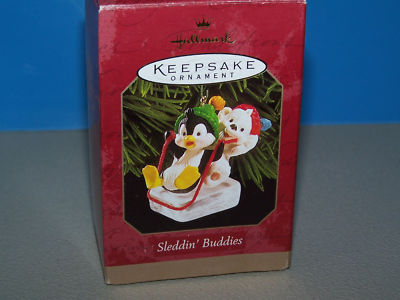 Hallmark
KEEPSAKE
ORNAMENT
Sleddin' Buddies